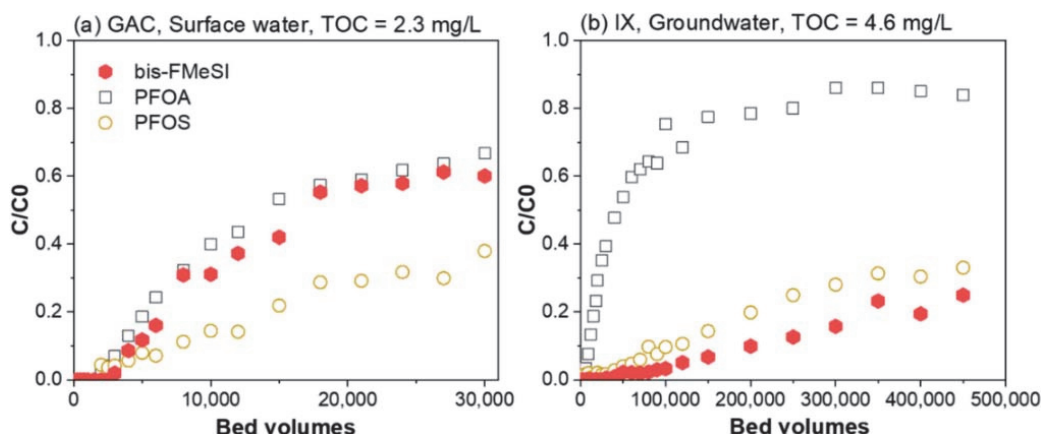 (a) GAC, Surface water, TOC = 2.3 mg/L
1.0
0.8
0.6
0.4
0.2
0.0
C/C0
bis-FMeSI
PFOA
PFOS
0
10,000
20,000
30,000
Bed volumes
(b) IX, Groundwater, TOC = 4.6 mg/L
1.0
0.8
0.6
0.4
0.2
0.0
C/C0
0
100,000
200,000
300,000
400,000
500,000
Bed volumes